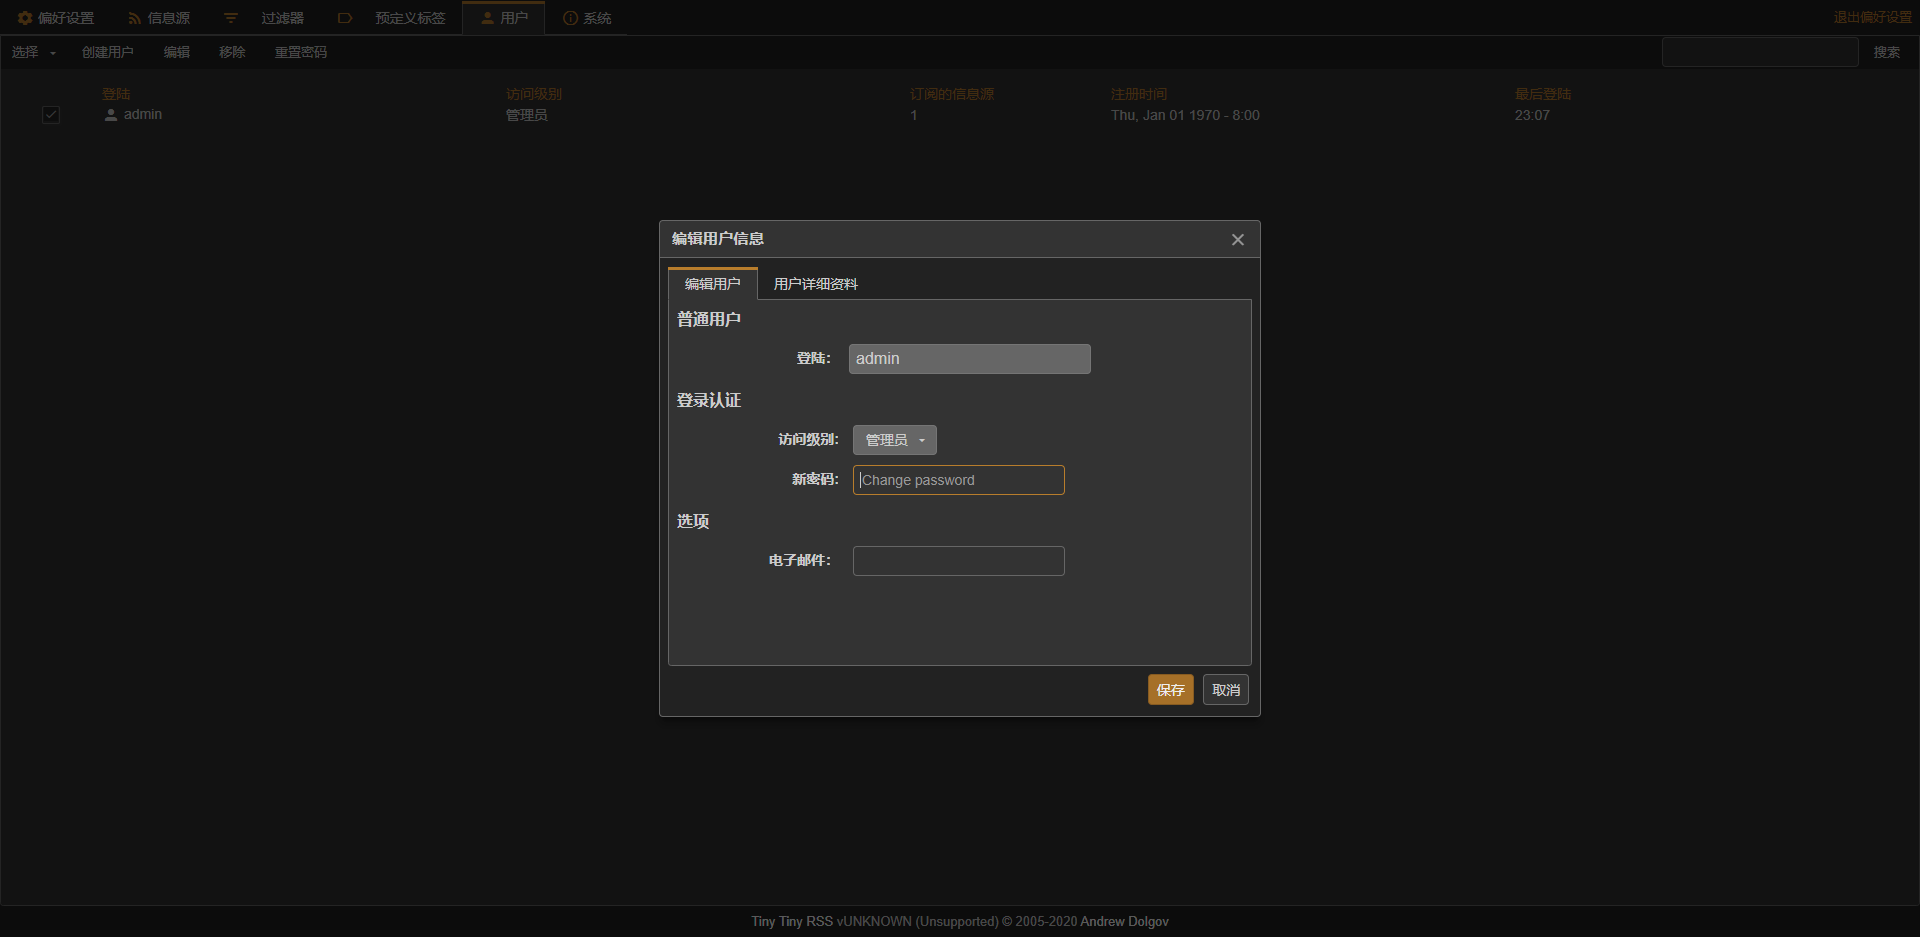 偏好设置 信息源 过滤器 预定义标签 用户 系统 退出偏好设置
选择 创建用户 编辑 移除 重置密码 搜索
登陆 访问级别 订阅的信息源 注册时间 最后登陆
admin 管理员 1 Thu, Jan 01 1970 - 8:00 23:07
编辑用户信息
编辑用户 用户详细资料
普通用户
登陆: admin
登录认证
访问级别: 管理员
新密码: Change password
选项
电子邮件:
保存 取消
Tiny Tiny RSS vUNKNOWN (Unsupported) © 2005-2020 Andrew Dolgov